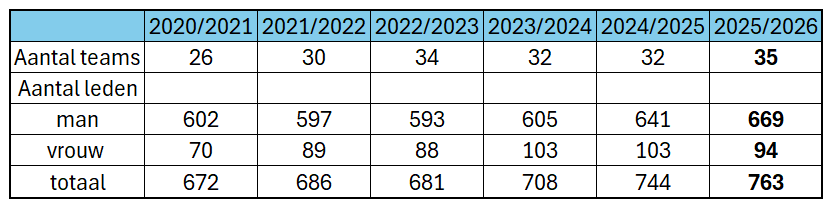 2020/2021 2021/2022 2022/2023 2023/2024 2024/2025 2025/2026
Aantal teams 26 30 34 32 32 35
Aantal leden
man 602 597 593 605 641 669
vrouw 70 89 88 103 103 94
totaal 672 686 681 708 744 763